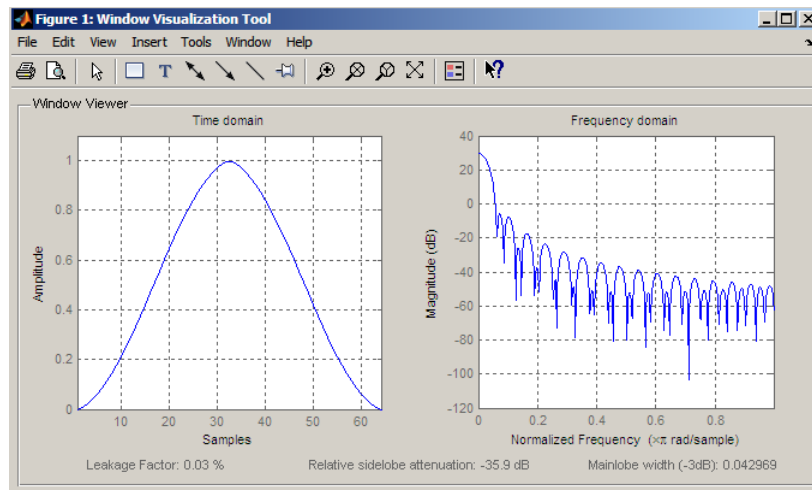 Figure 1: Window Visualization Tool
File Edit View Insert Tools Window Help
T
Window Viewer
Time domain
1
0.8
0.6
0.4
0.2
0
10 20 30 40 50 60
Amplitude
Samples
Frequency domain
40
20
0
-20
-40
-60
-80
-100
-120
0 0.2 0.4 0.6 0.8
Magnitude (dB)
Normalized Frequency (×π rad/sample)
Leakage Factor: 0.03 %
Relative sidelobe attenuation: -35.9 dB
Mainlobe width (-3dB): 0.042969